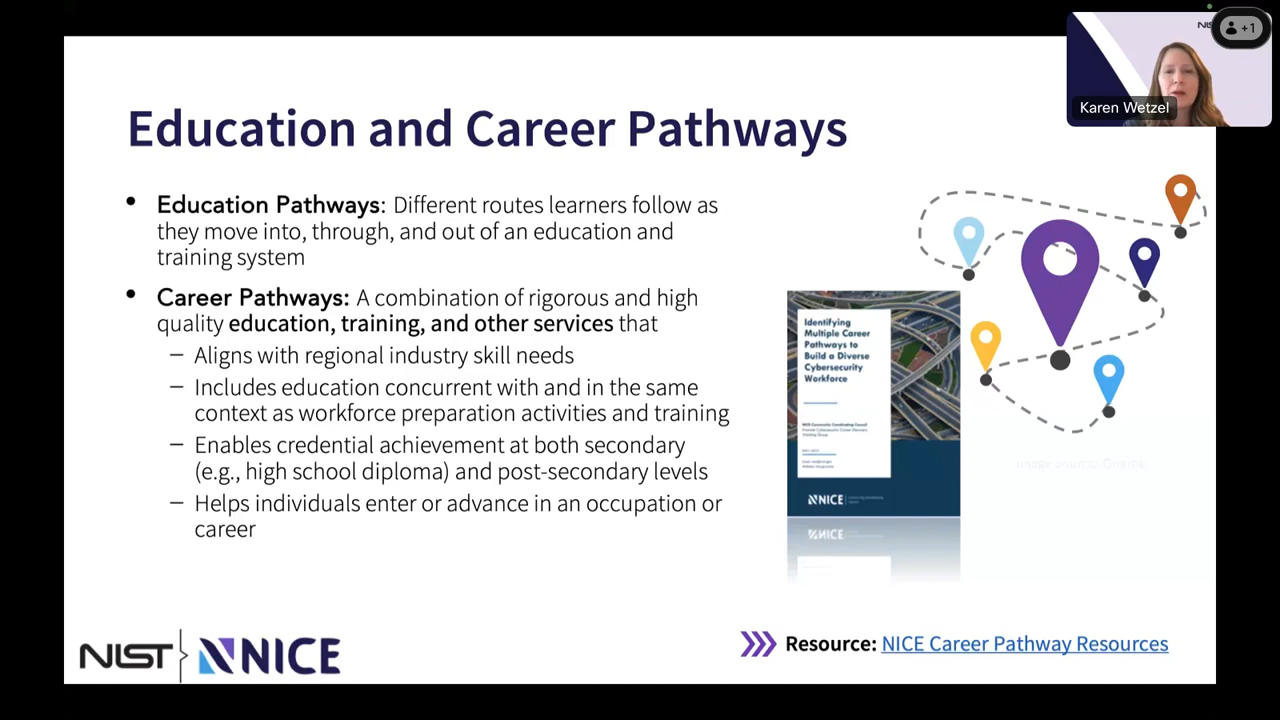 NIS
+1
Karen Wetzel
Education and Career Pathways
• Education Pathways: Different routes learners follow as
they move into, through, and out of an education and
training system
• Career Pathways: A combination of rigorous and high
quality education, training, and other services that
– Aligns with regional industry skill needs
– Includes education concurrent with and in the same
context as workforce preparation activities and training
– Enables credential achievement at both secondary
(e.g., high school diploma) and post-secondary levels
– Helps individuals enter or advance in an occupation or
career
Identifying
Multiple Career
Pathways to
Build a Diverse
Cybersecurity
Workforce
NICE Community Coordinating Council
NICE
NIST
NICE
Resource: NICE Career Pathway Resources